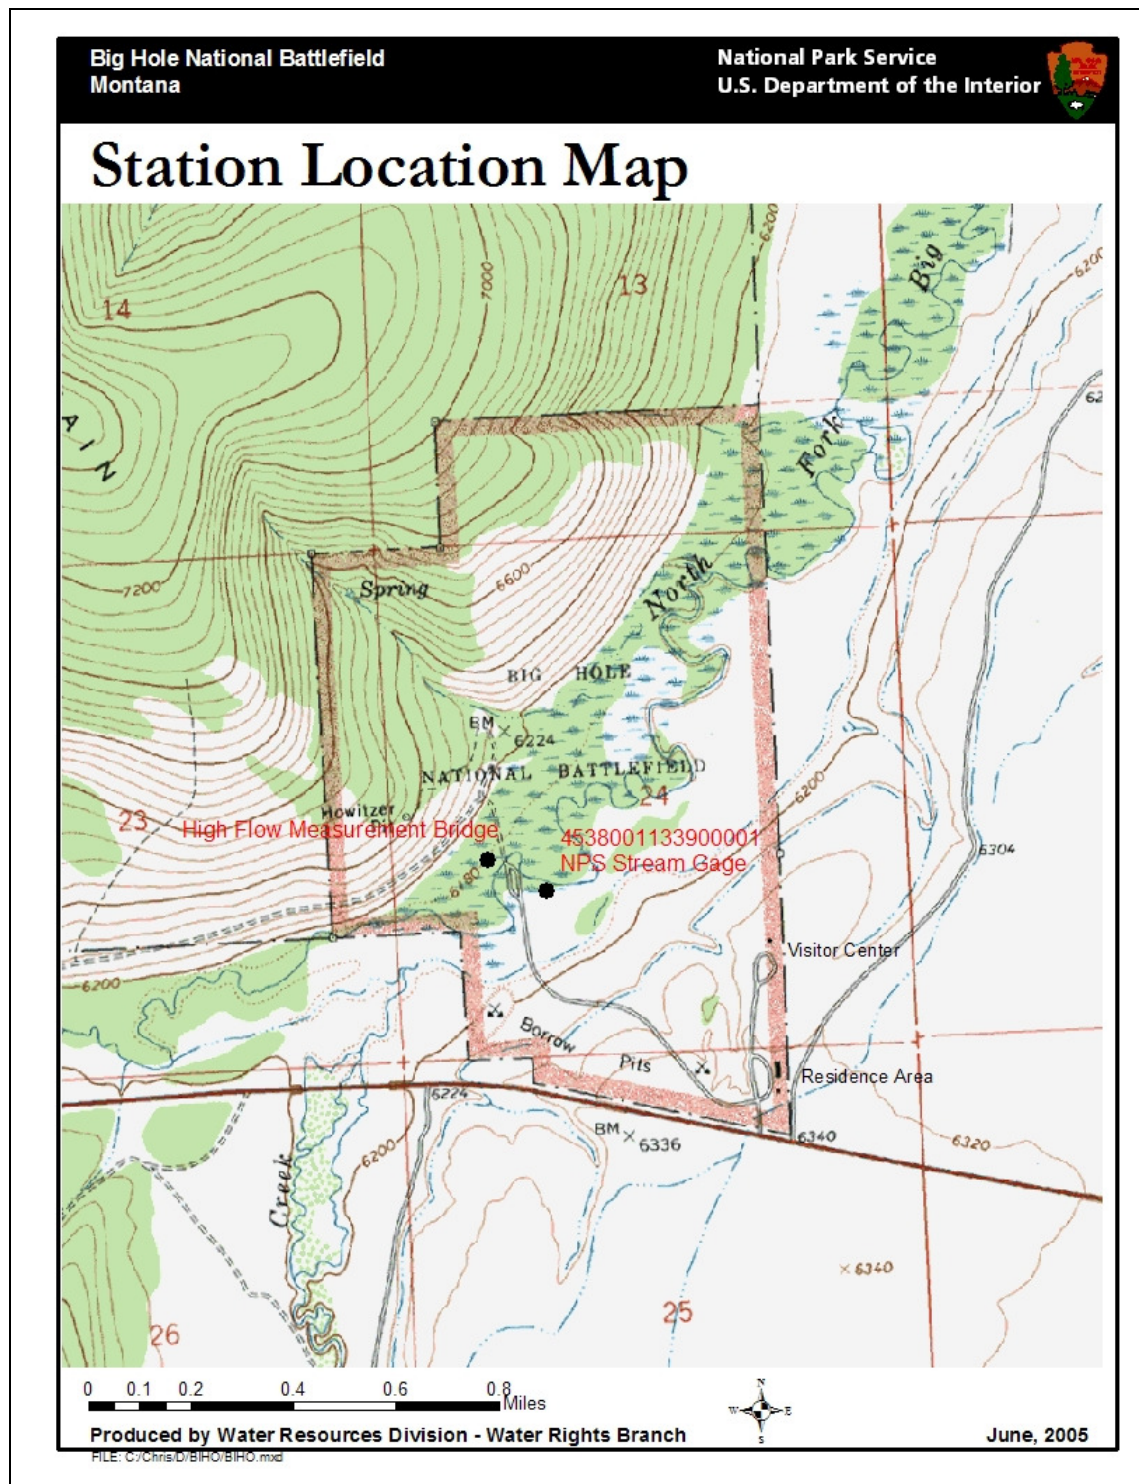 Big Hole National Battlefield
Montana
National Park Service
U.S. Department of the Interior
Station Location Map
14
13
7000
6200
Big
6200
62
A I N
Fork
7200
Spring
6600
North
BIG HOLE
BM
6224
NATIONAL BATTLEFIELD
23
Howitzer
24
High Flow Measurement Bridge
4538001133900001
NPS Stream Gage
6200
6304
6180
Visitor Center
6200
Borrow Pits
Residence Area
6224
BM
6336
6340
6320
6200
Creek
6340
25
26
0 0.1 0.2 0.4 0.6 0.8
Miles
N
W E
S
Produced by Water Resources Division - Water Rights Branch
June, 2005
FILE: C:/Chris/D/BIHO/BIHO.mxd